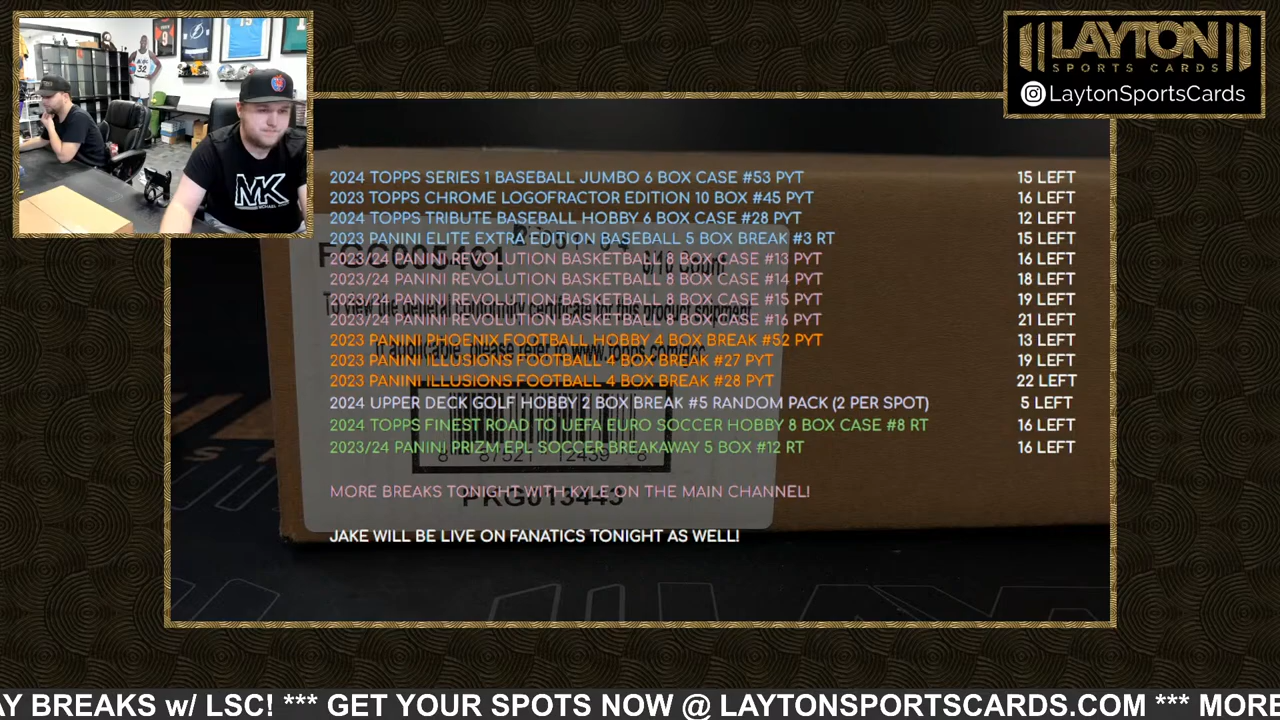 LAYTON
SPORTS CARDS
LaytonSportsCards
32
9
MK
2024 TOPPS SERIES 1 BASEBALL JUMBO 6 BOX CASE #53 PYT 15 LEFT
2023 TOPPS CHROME LOGOFRACTOR EDITION 10 BOX #45 PYT 16 LEFT
2024 TOPPS TRIBUTE BASEBALL HOBBY 6 BOX CASE #28 PYT 12 LEFT
2023 PANINI ELITE EXTRA EDITION BASEBALL 5 BOX BREAK #3 RT 15 LEFT
2023/24 PANINI REVOLUTION BASKETBALL 8 BOX CASE #13 PYT 16 LEFT
2023/24 PANINI REVOLUTION BASKETBALL 8 BOX CASE #14 PYT 18 LEFT
2023/24 PANINI REVOLUTION BASKETBALL 8 BOX CASE #15 PYT 19 LEFT
2023/24 PANINI REVOLUTION BASKETBALL 8 BOX CASE #16 PYT 21 LEFT
2023 PANINI PHOENIX FOOTBALL HOBBY 4 BOX BREAK #52 PYT 13 LEFT
2023 PANINI ILLUSIONS FOOTBALL 4 BOX BREAK #27 PYT 19 LEFT
2023 PANINI ILLUSIONS FOOTBALL 4 BOX BREAK #28 PYT 22 LEFT
2024 UPPER DECK GOLF HOBBY 2 BOX BREAK #5 RANDOM PACK (2 PER SPOT) 5 LEFT
2024 TOPPS FINEST ROAD TO UEFA EURO SOCCER HOBBY 8 BOX CASE #8 RT 16 LEFT
2023/24 PANINI PRIZM EPL SOCCER BREAKAWAY 5 BOX #12 RT 16 LEFT
PKG013443
MORE BREAKS TONIGHT WITH KYLE ON THE MAIN CHANNEL!
JAKE WILL BE LIVE ON FANATICS TONIGHT AS WELL!
AY BREAKS w/ LSC! *** GET YOUR SPOTS NOW @ LAYTONSPORTSCARDS.COM *** MORE